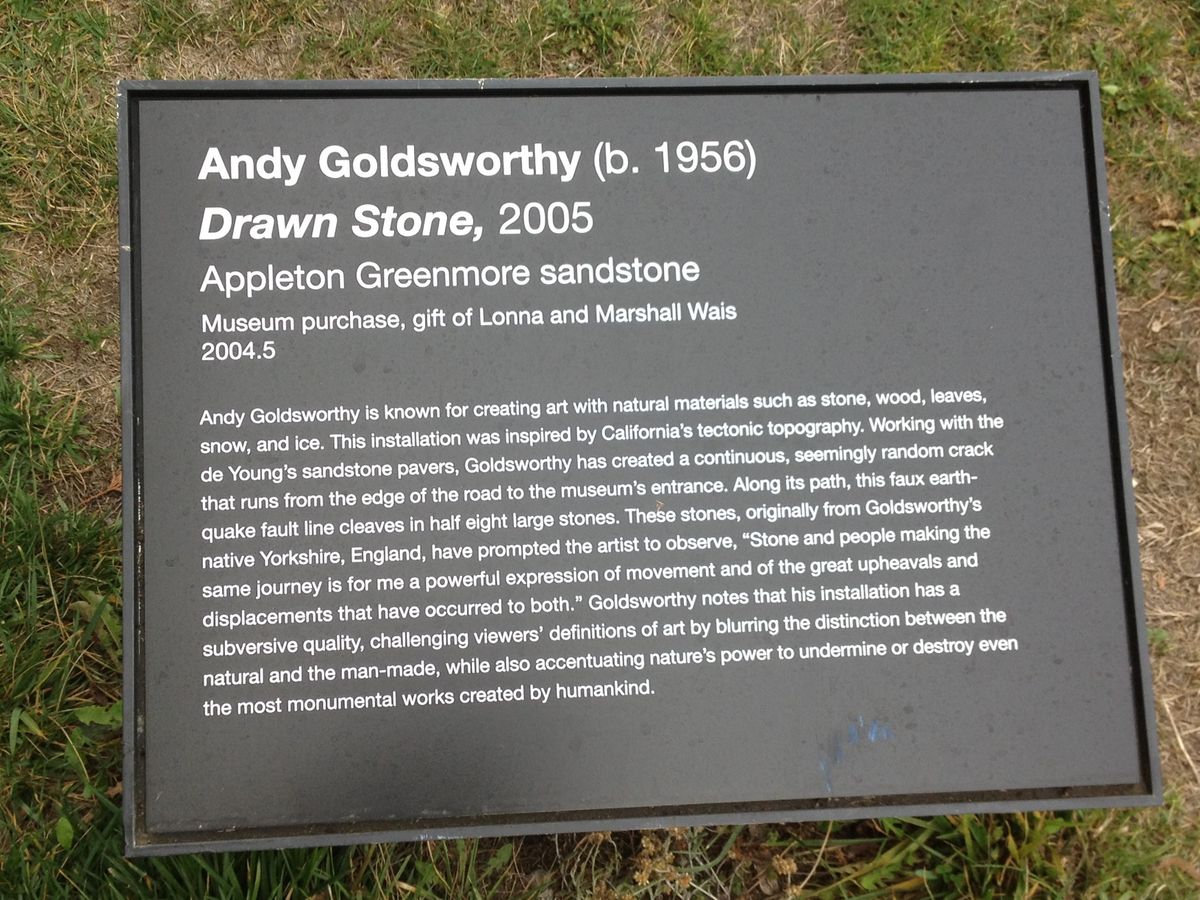 Andy Goldsworthy (b. 1956)
Drawn Stone, 2005
Appleton Greenmore sandstone
Museum purchase, gift of Lonna and Marshall Wais
2004.5
Andy Goldsworthy is known for creating art with natural materials such as stone, wood, leaves,
snow, and ice. This installation was inspired by California’s tectonic topography. Working with the
de Young’s sandstone pavers, Goldsworthy has created a continuous, seemingly random crack
that runs from the edge of the road to the museum’s entrance. Along its path, this faux earth-
quake fault line cleaves in half eight large stones. These stones, originally from Goldsworthy’s
native Yorkshire, England, have prompted the artist to observe, “Stone and people making the
same journey is for me a powerful expression of movement and of the great upheavals and
displacements that have occurred to both.” Goldsworthy notes that his installation has a
subversive quality, challenging viewers’ definitions of art by blurring the distinction between the
natural and the man-made, while also accentuating nature’s power to undermine or destroy even
the most monumental works created by humankind.